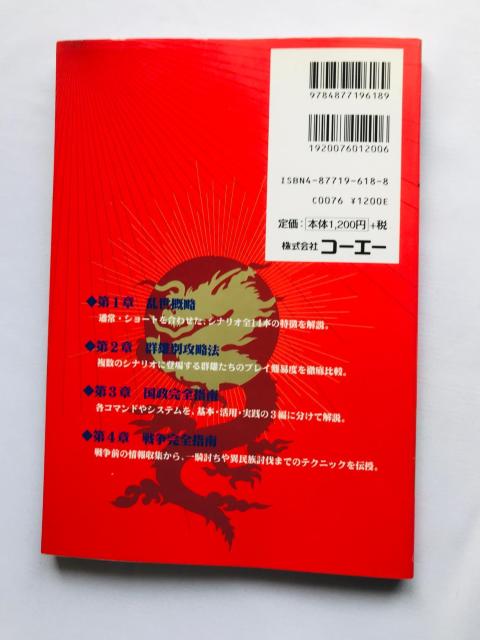 9784877196189
1920076012006
ISBN4-87719-618-8
C0076 ¥1200E
定価：本体1,200円+税
株式会社 コーエー
◆第1章 乱世概略
通常・ショートを合わせた、シナリオ全14本の特徴を解説。
◆第2章 群雄別攻略法
複数のシナリオに登場する群雄たちのプレイ難易度を徹底比較。
◆第3章 国政完全指南
各コマンドやシステムを、基本・活用・実践の3編に分けて解説。
◆第4章 戦争完全指南
戦争前の情報収集から、一騎討ちや異民族討伐までのテクニックを伝授。